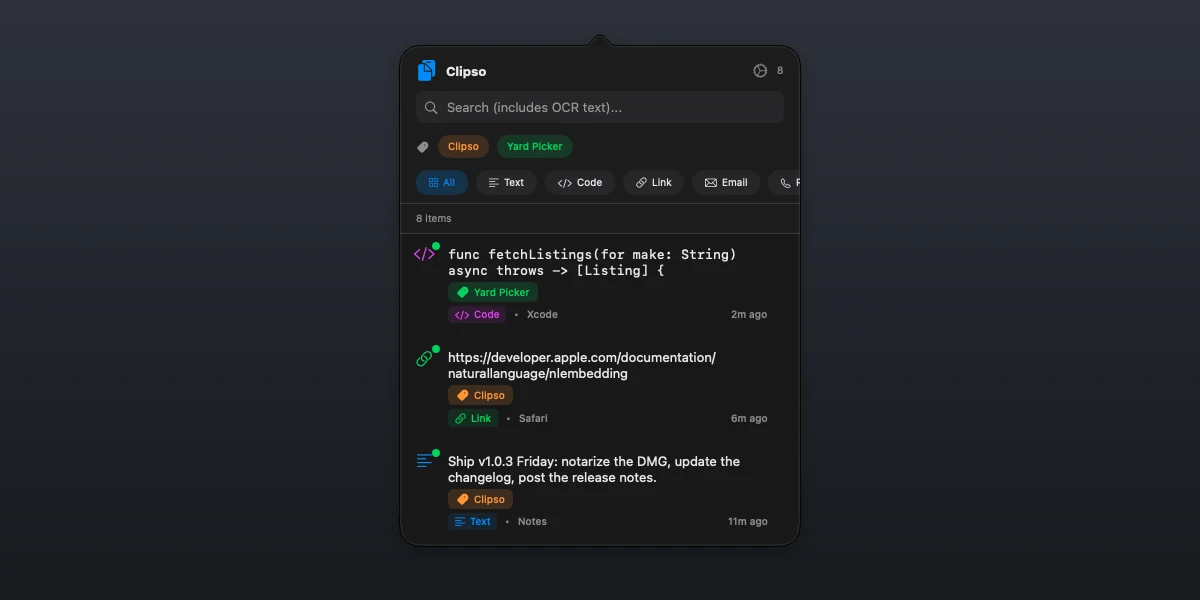 Clipso 8
Search (includes OCR text)...
Clipso Yard Picker
All Text Code Link Email
8 items
func fetchListings(for make: String)
async throws -> [Listing] {
Yard Picker
Code • Xcode 2m ago
https://developer.apple.com/documentation/
naturallanguage/nlembedding
Clipso
Link • Safari 6m ago
Ship v1.0.3 Friday: notarize the DMG, update the
changelog, post the release notes.
Clipso
Text • Notes 11m ago